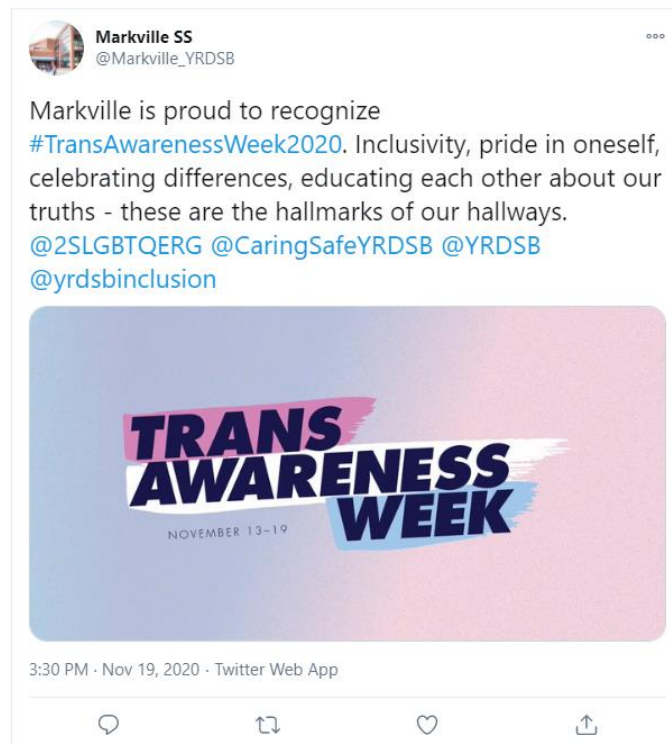 Markville SS
@Markville_YRDSB
Markville is proud to recognize
#TransAwarenessWeek2020. Inclusivity, pride in oneself,
celebrating differences, educating each other about our
truths - these are the hallmarks of our hallways.
@2SLGBTQERG @CaringSafeYRDSB @YRDSB
@yrdsbinclusion
TRANS
AWARENESS
WEEK
NOVEMBER 13-19
3:30 PM · Nov 19, 2020 · Twitter Web App